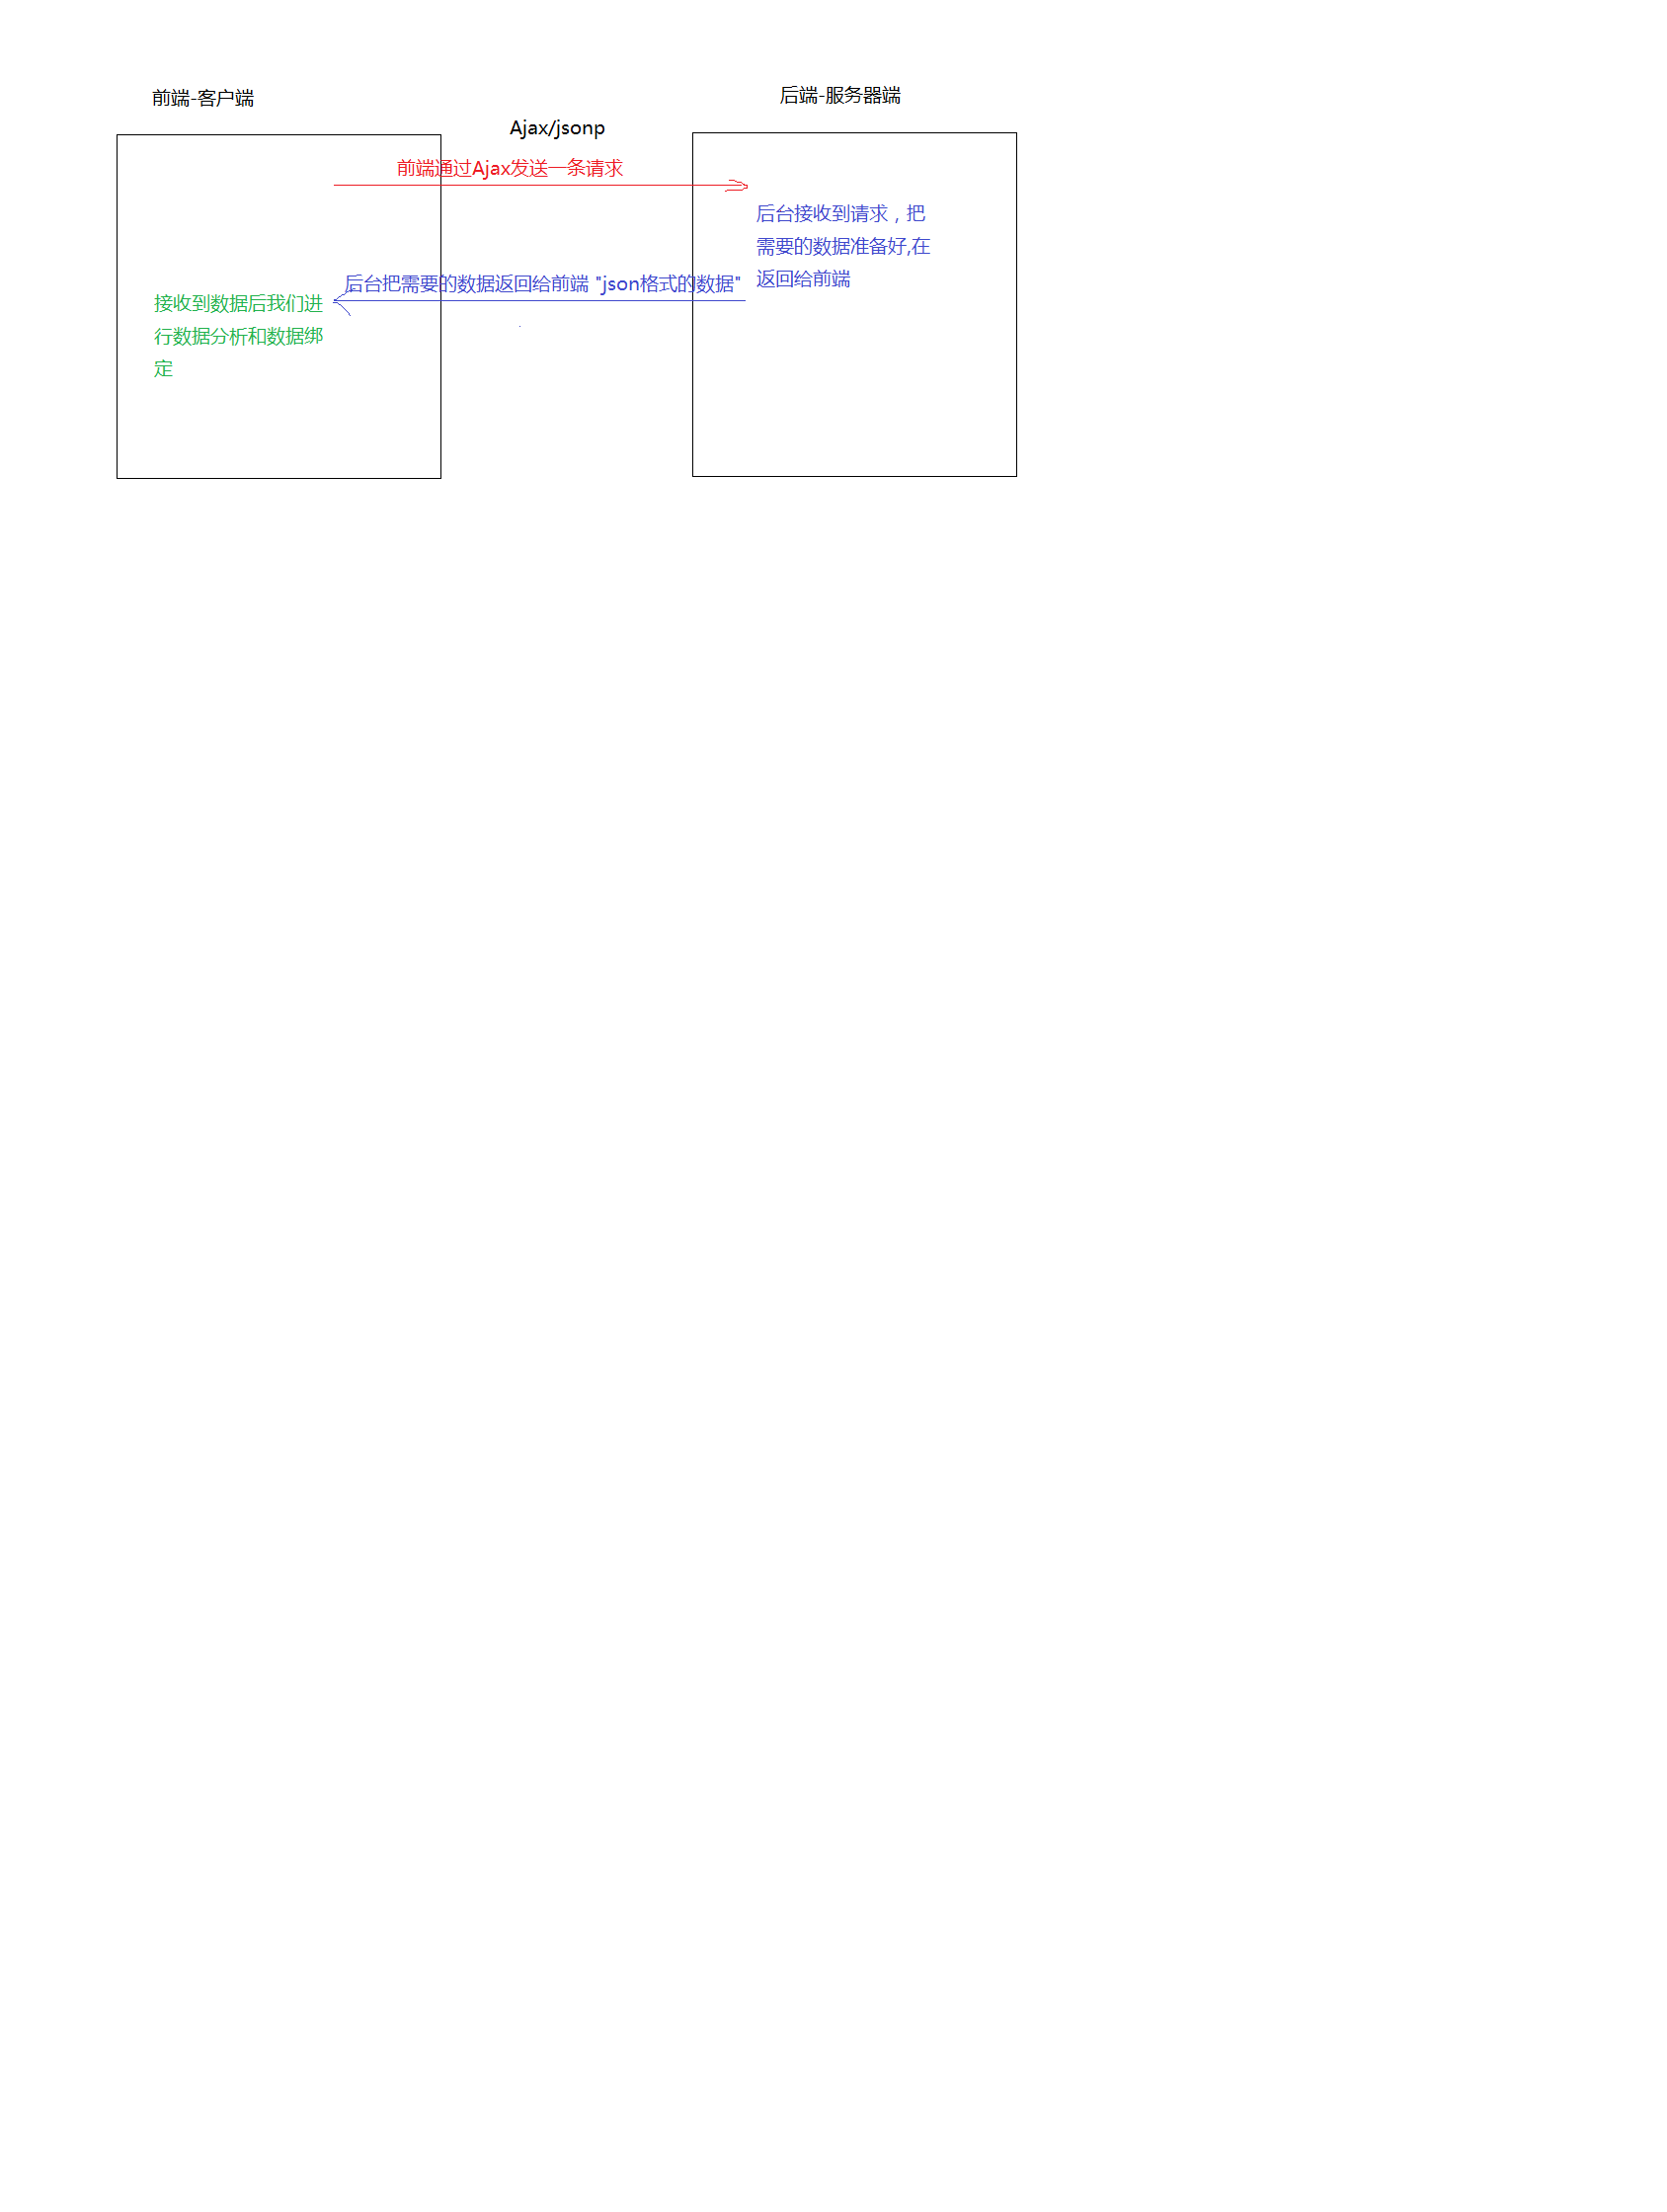 前端-客户端
后端-服务器端
Ajax/jsonp
前端通过Ajax发送一条请求
后台接收到请求，把
需要的数据准备好,在
返回给前端
后台把需要的数据返回给前端 "json格式的数据"
接收到数据后我们进
行数据分析和数据绑
定